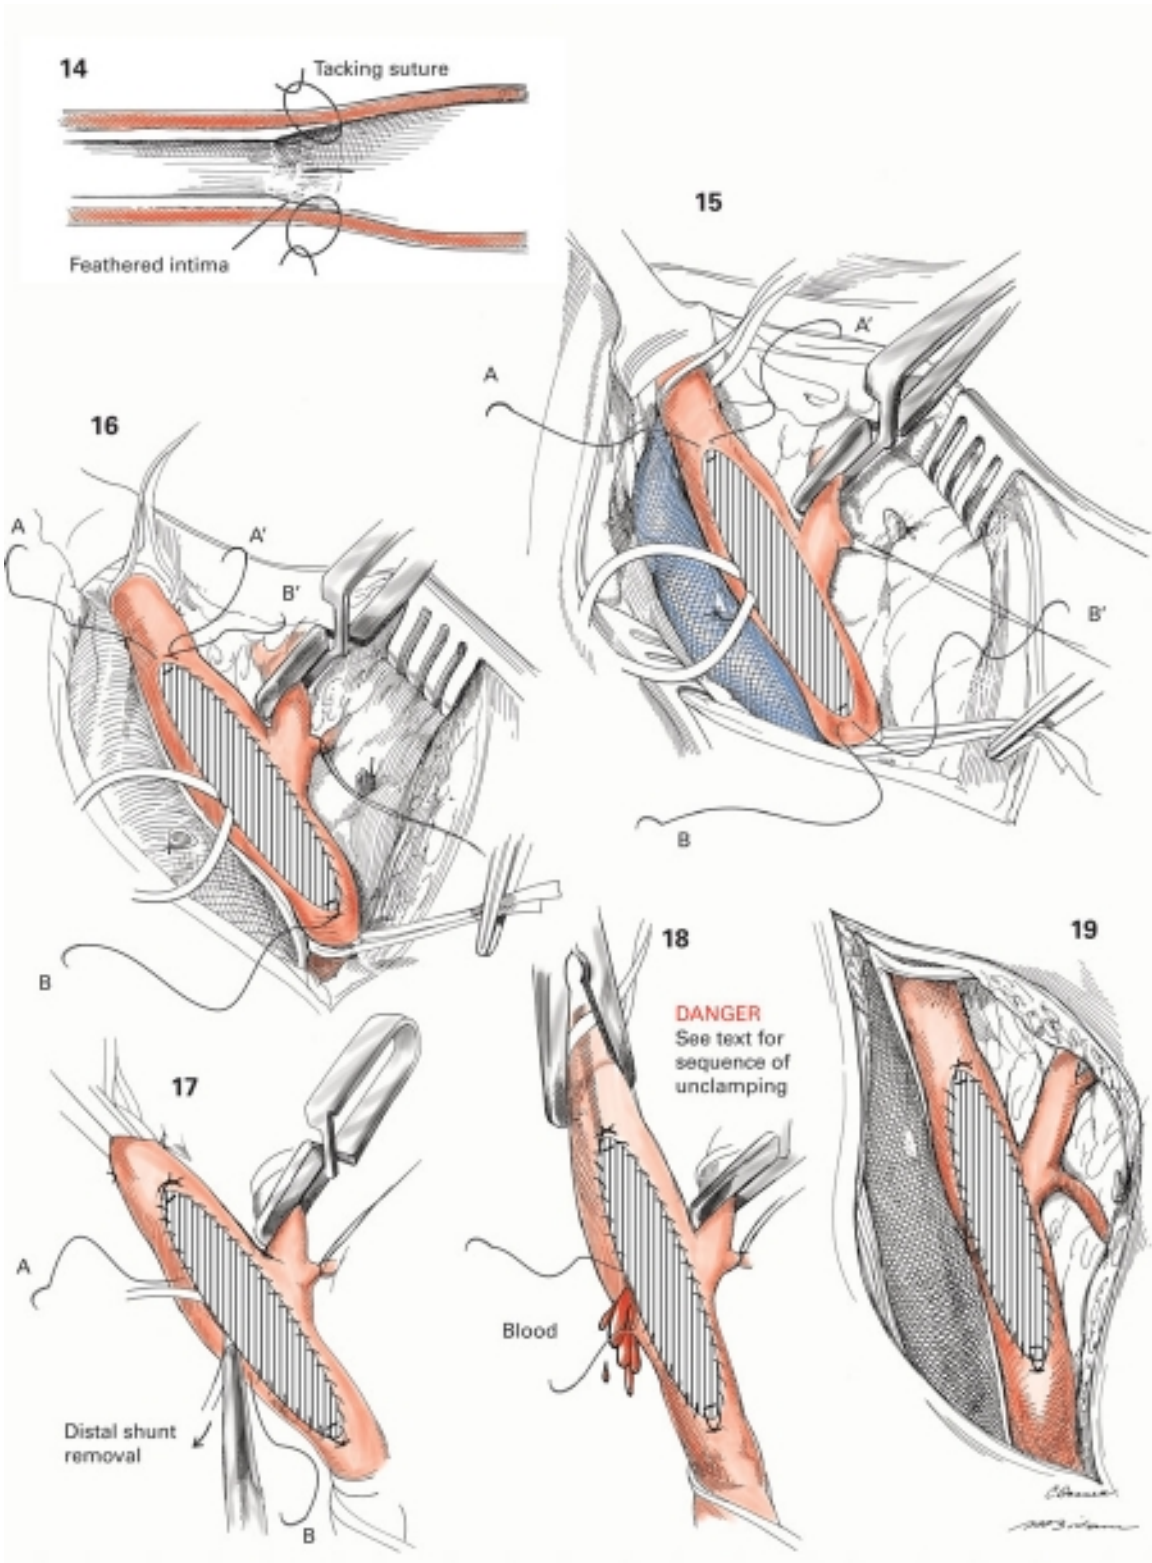 14
Tacking suture
Feathered intima
15
A
A'
B'
B
16
A
A'
B'
B
17
A
Distal shunt
removal
B
18
DANGER
See text for
sequence of
unclamping
Blood
19